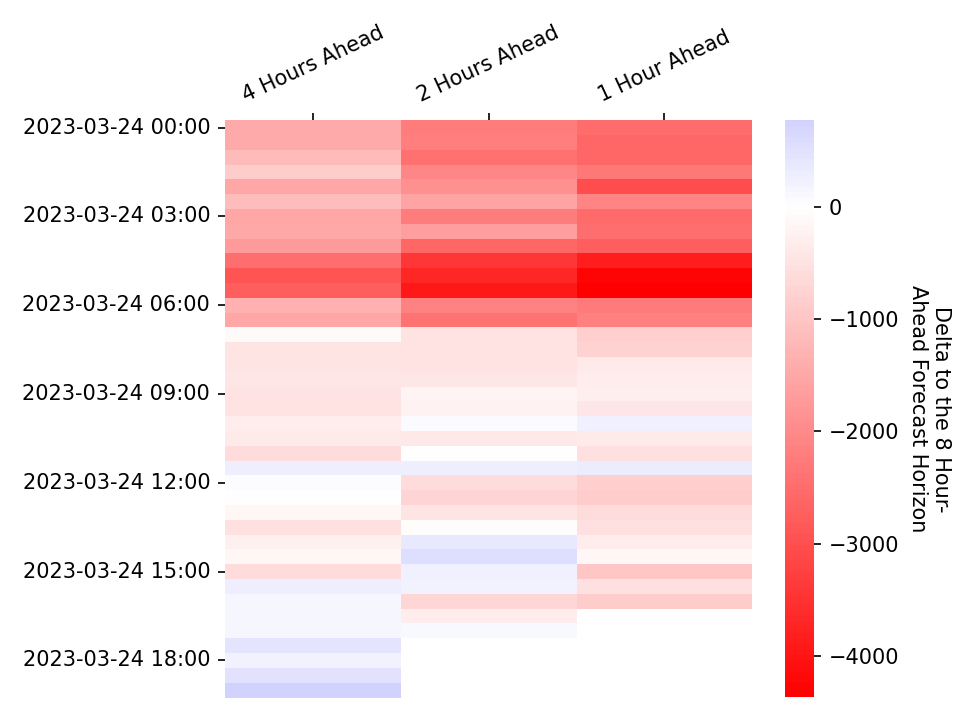 4 Hours Ahead
2 Hours Ahead
1 Hour Ahead
2023-03-24 00:00
2023-03-24 03:00
2023-03-24 06:00
2023-03-24 09:00
2023-03-24 12:00
2023-03-24 15:00
2023-03-24 18:00
0
−1000
−2000
−3000
−4000
Delta to the 8 Hour-
Ahead Forecast Horizon